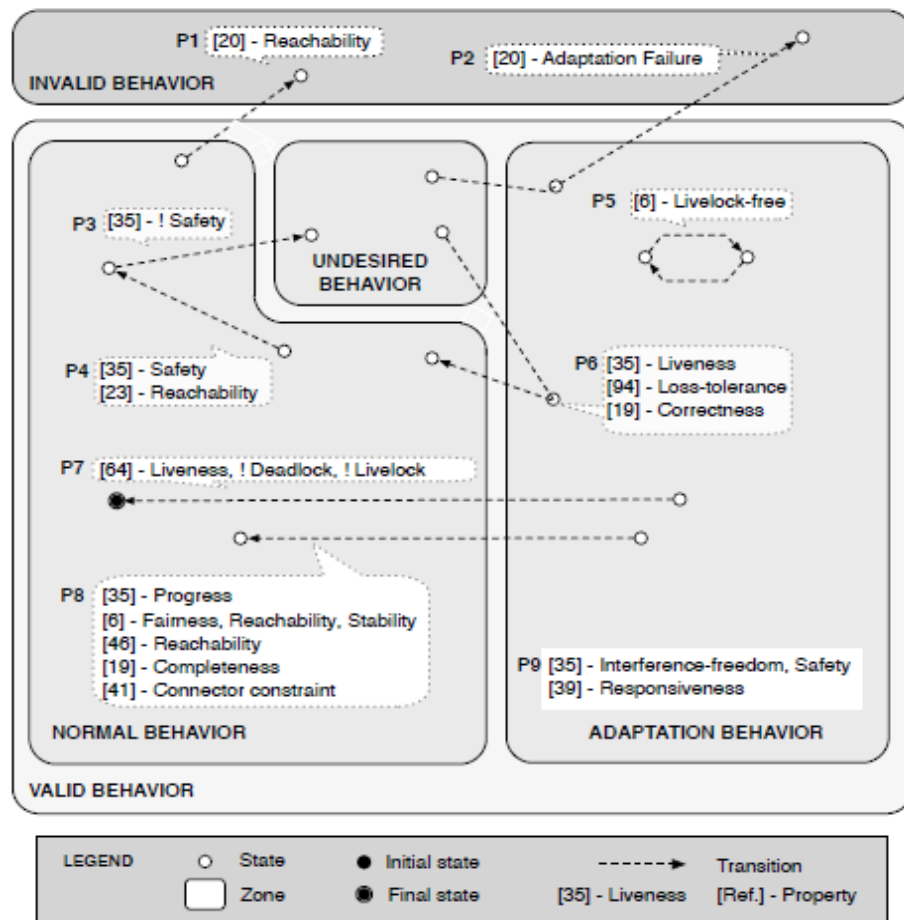 P1 [20] - Reachability
P2 [20] - Adaptation Failure
INVALID BEHAVIOR
P3 [35] - ! Safety
P5 [6] - Livelock-free
UNDESIRED
BEHAVIOR
P4 [35] - Safety
[23] - Reachability
P6 [35] - Liveness
[94] - Loss-tolerance
[19] - Correctness
P7 [64] - Liveness, ! Deadlock, ! Livelock
P8 [35] - Progress
[6] - Fairness, Reachability, Stability
[46] - Reachability
[19] - Completeness
[41] - Connector constraint
P9 [35] - Interference-freedom, Safety
[39] - Responsiveness
NORMAL BEHAVIOR
ADAPTATION BEHAVIOR
VALID BEHAVIOR
LEGEND
State
Initial state
Transition
Zone
Final state
[35] - Liveness
[Ref.] - Property